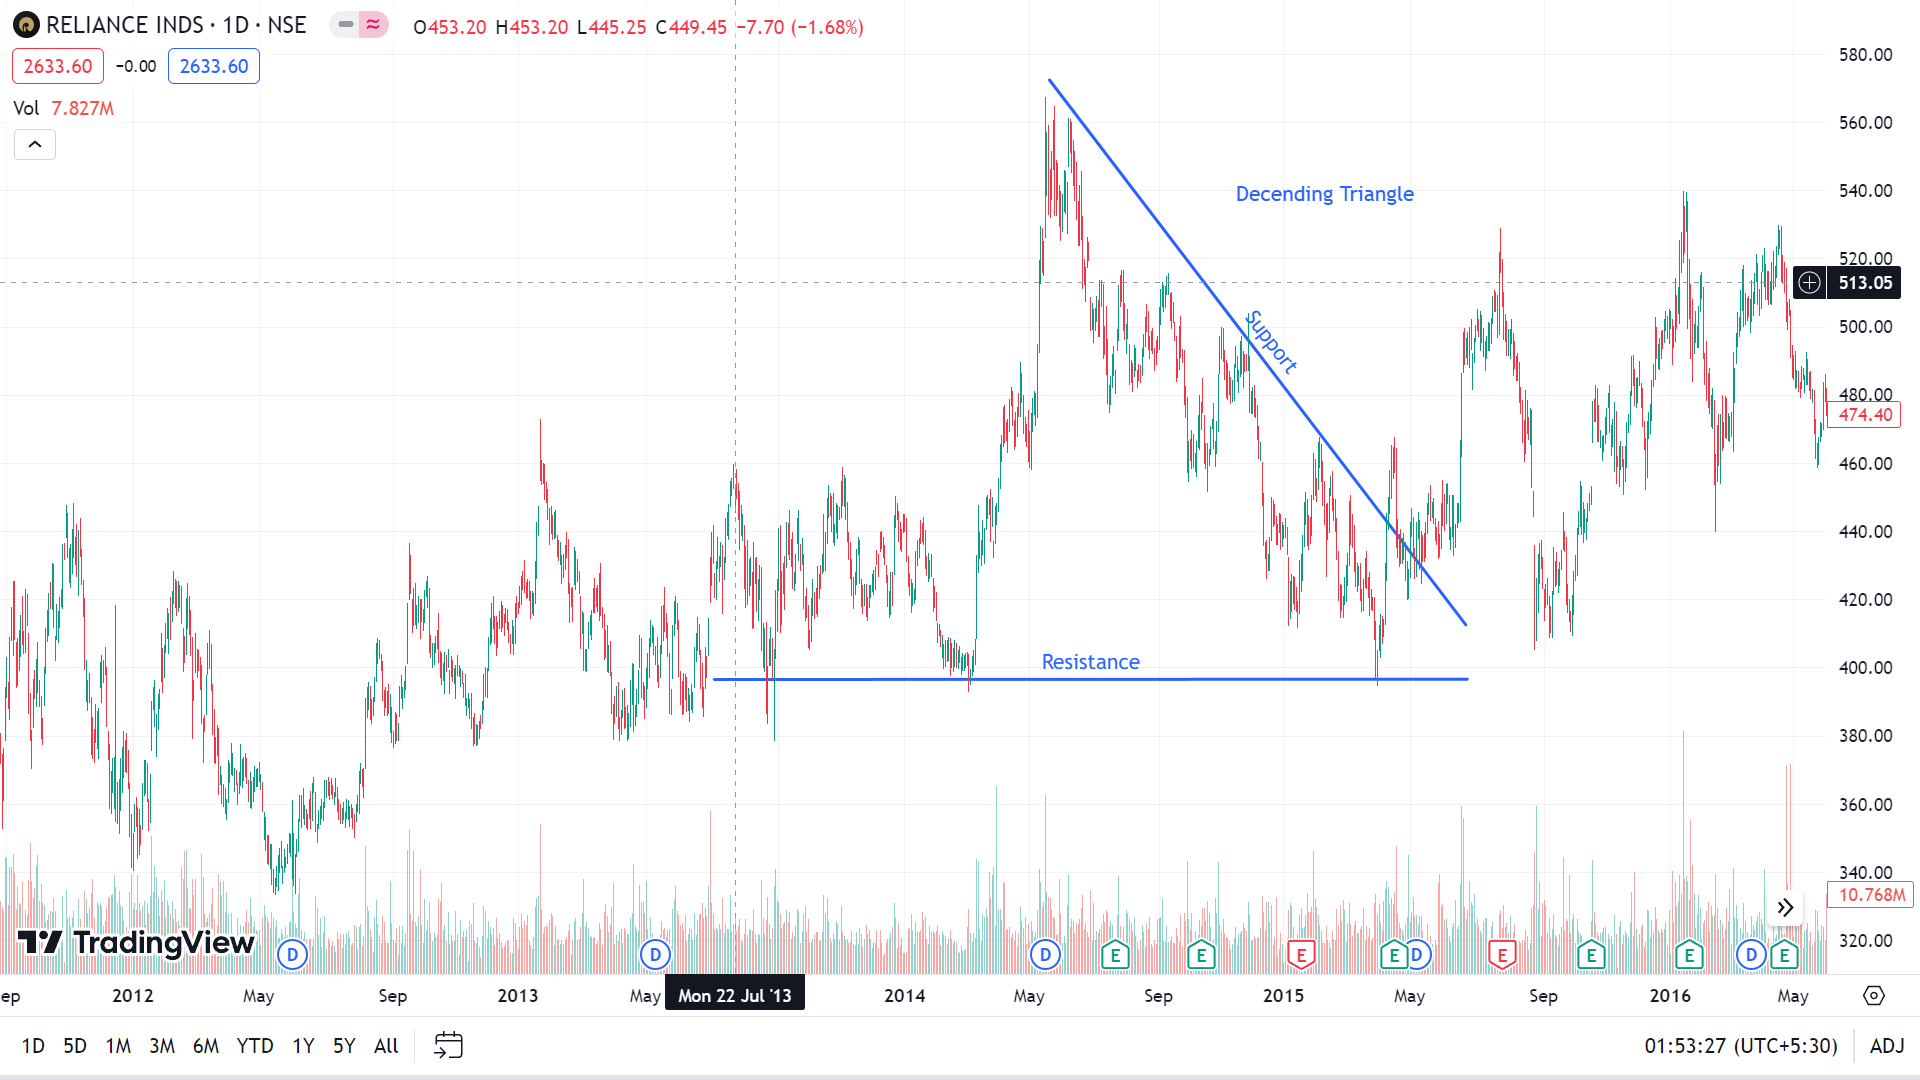 RELIANCE INDS · 1D · NSE O453.20 H453.20 L445.25 C449.45 −7.70 (−1.68%)
2633.60 −0.00 2633.60
Vol 7.827M
580.00
560.00
540.00
Decending Triangle
520.00
513.05
500.00
Support
480.00
474.40
460.00
440.00
420.00
400.00
Resistance
380.00
360.00
340.00
10.768M
320.00
TradingView
D D D E E E E D E E E D E
ep 2012 May Sep 2013 May Mon 22 Jul '13 2014 May Sep 2015 May Sep 2016 May
1D 5D 1M 3M 6M YTD 1Y 5Y All 01:53:27 (UTC+5:30) ADJ